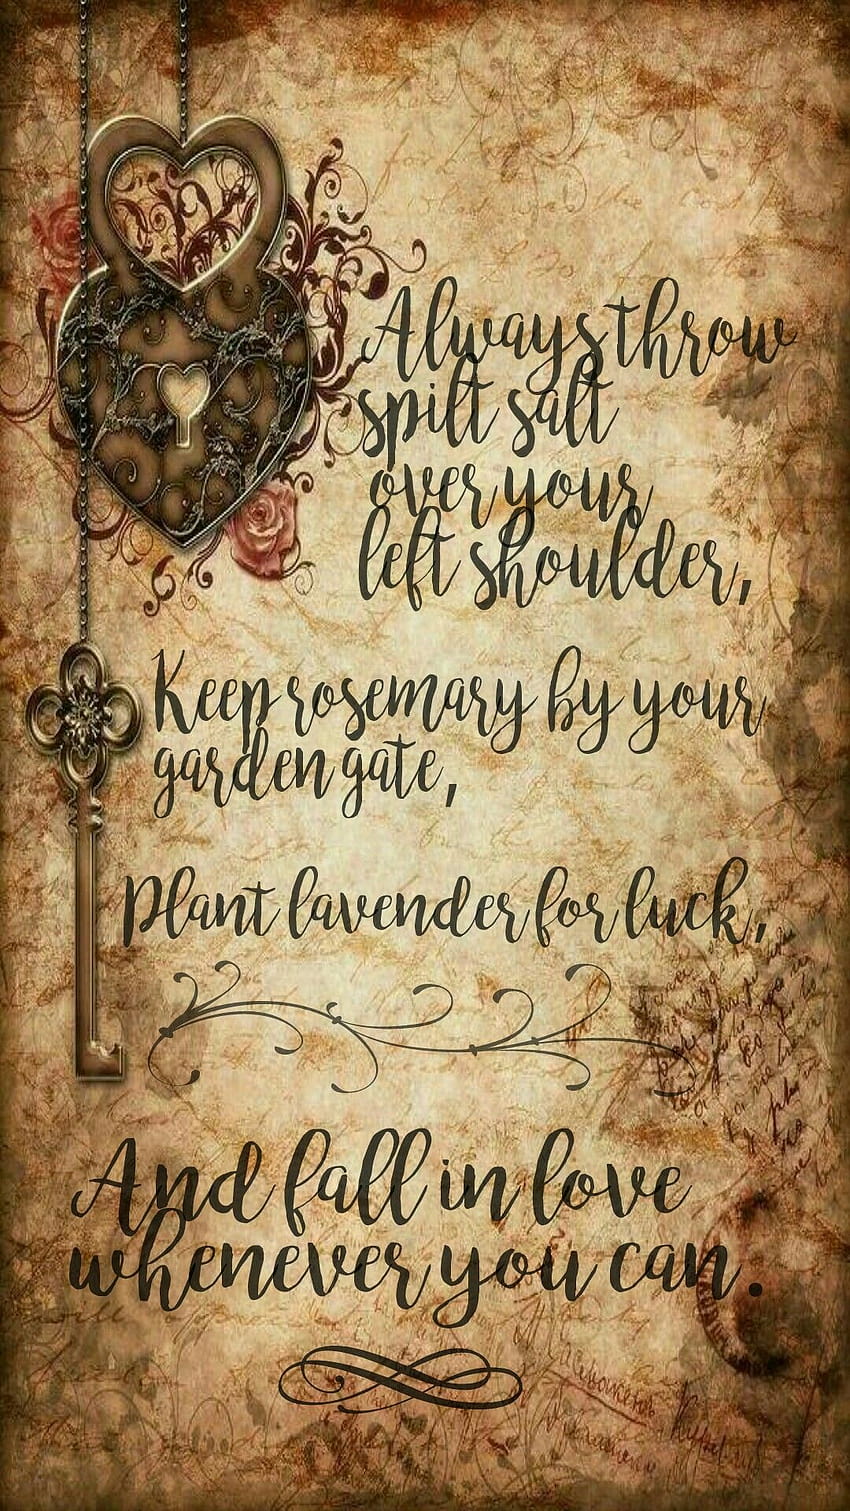 Always throw
spilt salt
over your
left shoulder,
Keep rosemary by your
garden gate,
Plant lavender for luck,
And fall in love
whenever you can.